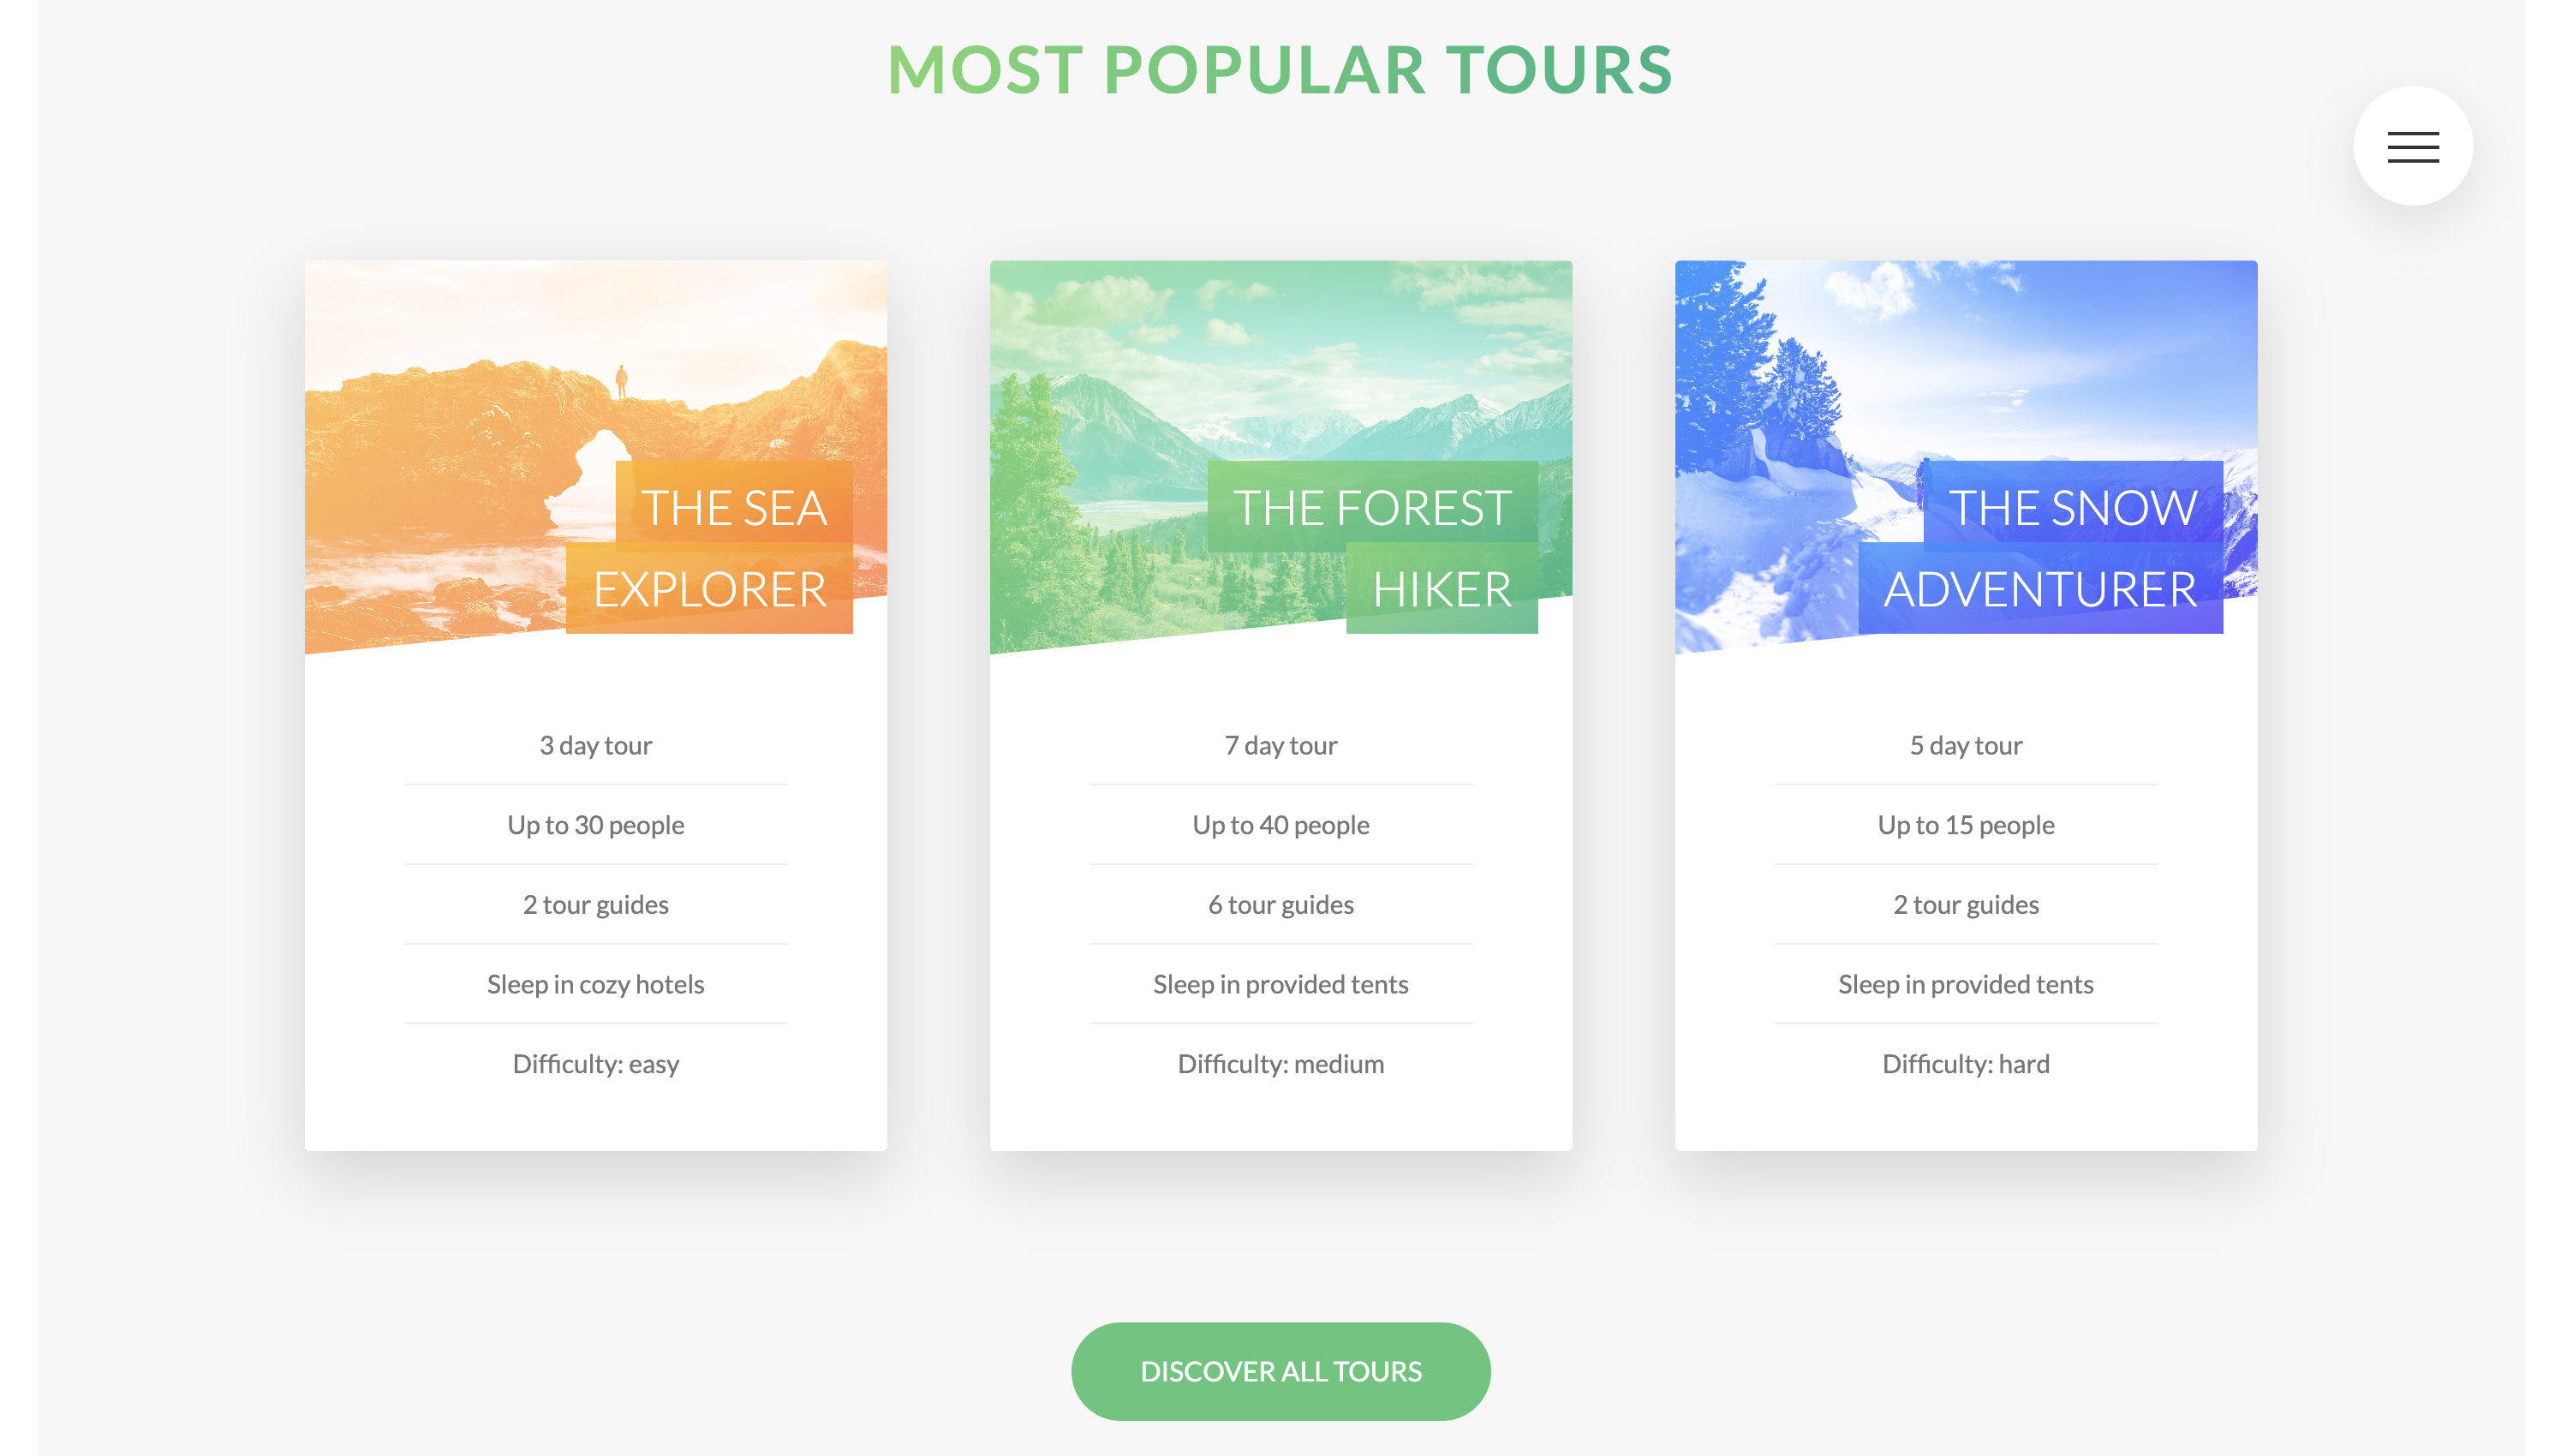 MOST POPULAR TOURS
THE SEA
EXPLORER
3 day tour
Up to 30 people
2 tour guides
Sleep in cozy hotels
Difficulty: easy
THE FOREST
HIKER
7 day tour
Up to 40 people
6 tour guides
Sleep in provided tents
Difficulty: medium
THE SNOW
ADVENTURER
5 day tour
Up to 15 people
2 tour guides
Sleep in provided tents
Difficulty: hard
DISCOVER ALL TOURS